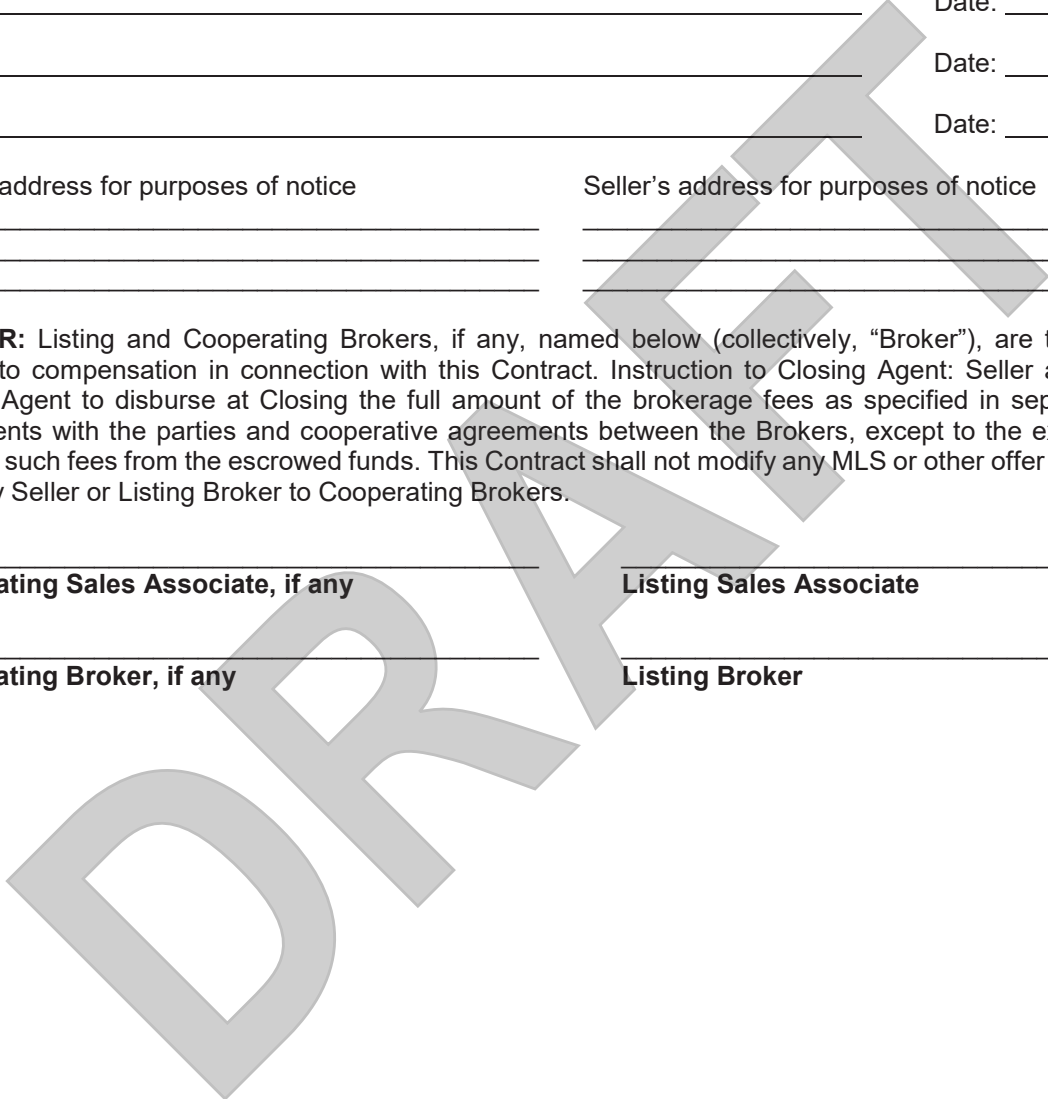 Date:
Date:
Date:
address for purposes of notice
Seller’s address for purposes of notice
R: Listing and Cooperating Brokers, if any, named below (collectively, “Broker”), are
to compensation in connection with this Contract. Instruction to Closing Agent: Seller
Agent to disburse at Closing the full amount of the brokerage fees as specified in
with the parties and cooperative agreements between the Brokers, except to the
such fees from the escrowed funds. This Contract shall not modify any MLS or other offer
Seller or Listing Broker to Cooperating Brokers.
Sales Associate, if any
Listing Sales Associate
Broker, if any
Listing Broker
DRAFT